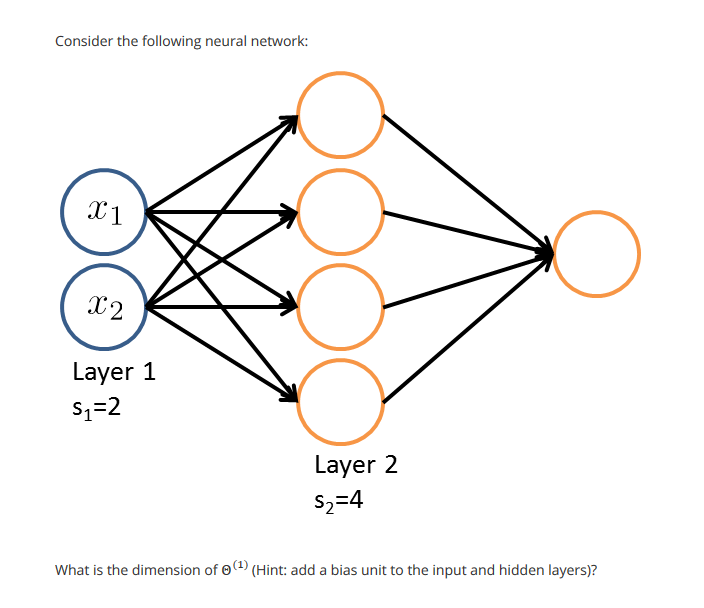 Consider the following neural network:
x₁
x₂
Layer 1
s₁=2
Layer 2
s₂=4
What is the dimension of Θ⁽¹⁾ (Hint: add a bias unit to the input and hidden layers)?